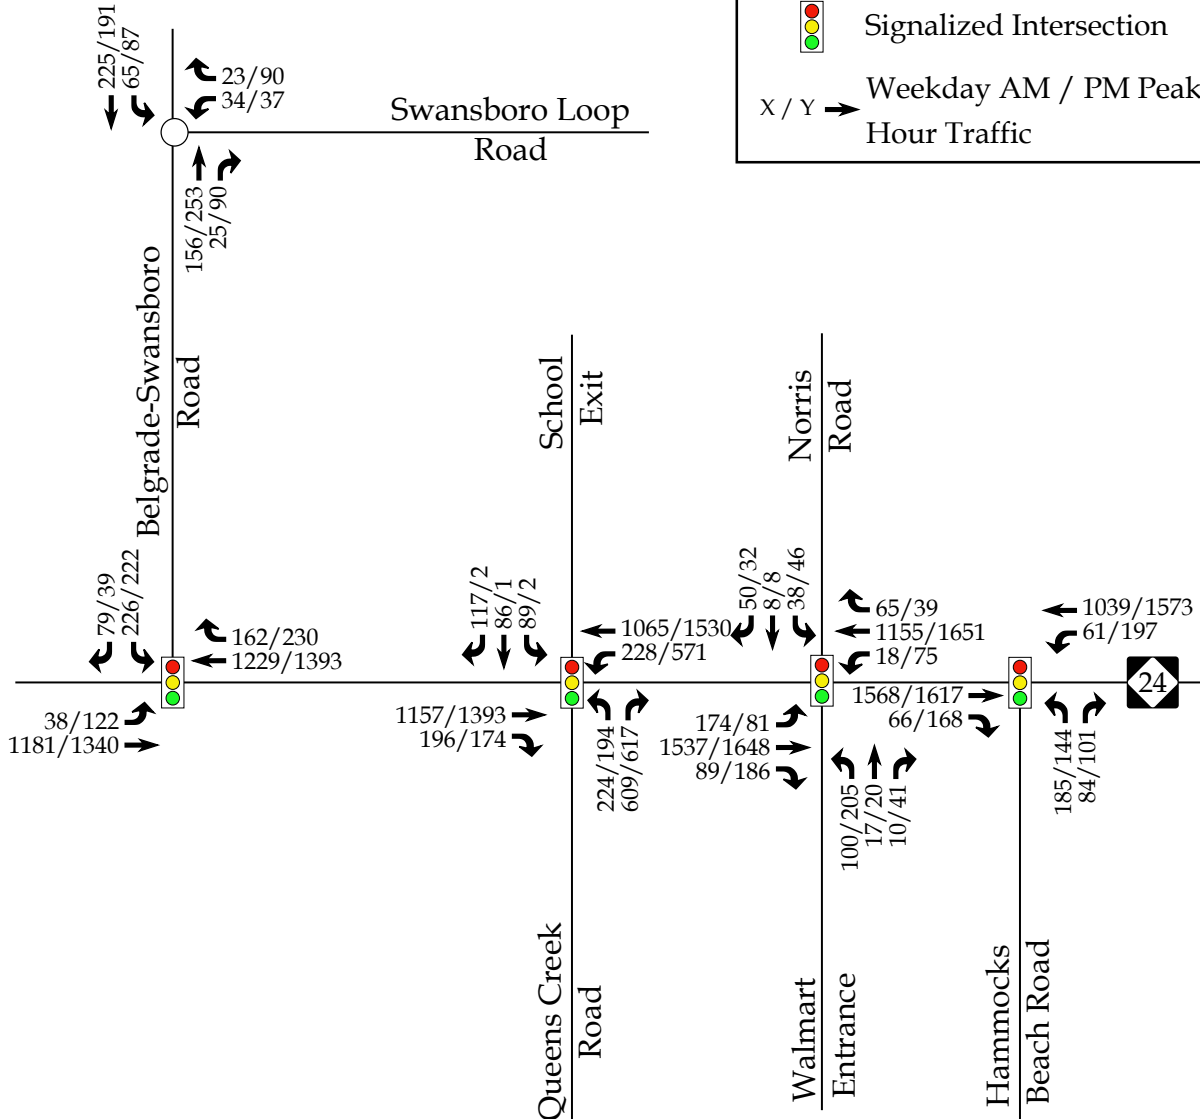 Signalized Intersection
X / Y
Weekday AM / PM Peak
Hour Traffic
225/191
65/87
23/90
34/37
Swansboro Loop
Road
156/253
25/90
Belgrade-Swansboro
Road
School
Exit
Norris
Road
79/39
226/222
162/230
1229/1393
38/122
1181/1340
117/2
86/1
89/2
1065/1530
228/571
1157/1393
196/174
224/194
609/617
50/32
8/8
38/46
65/39
1155/1651
18/75
174/81
1537/1648
89/186
100/205
17/20
10/41
1039/1573
61/197
1568/1617
66/168
185/144
84/101
24
Queens Creek
Road
Walmart
Entrance
Hammocks
Beach Road